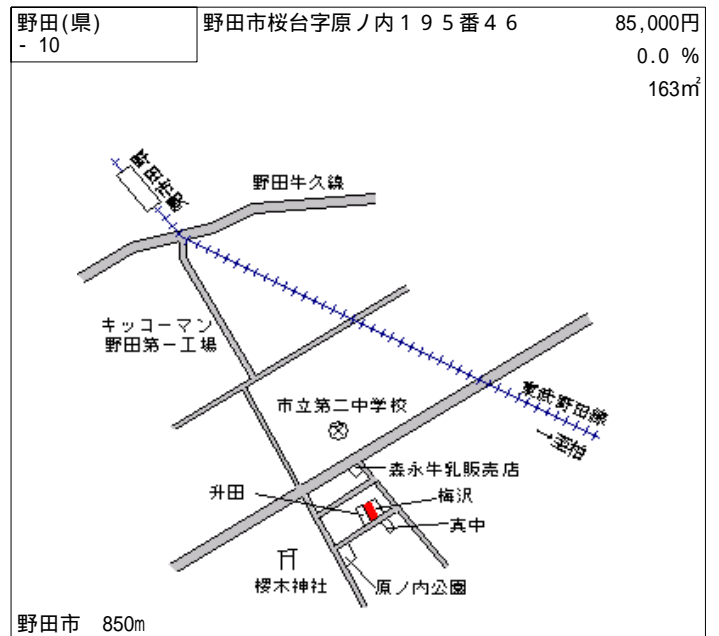 野田(県)
- 10
野田市桜台字原ノ内１９５番４６
85,000円
0.0 %
163㎡
野田市駅
野田牛久線
キッコーマン
野田第一工場
市立第二中学校
東武野田線
→至柏
森永牛乳販売店
升田
梅沢
真中
櫻木神社
原ノ内公園
野田市 850m